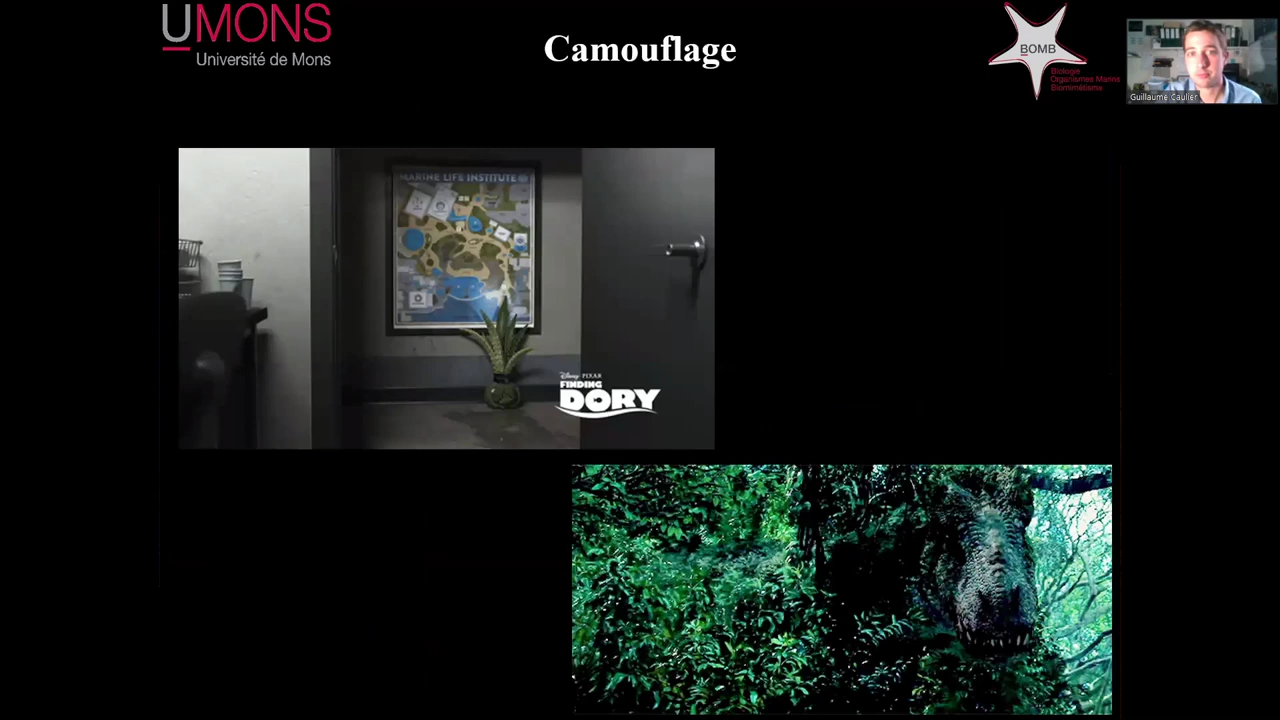 UMONS
Université de Mons
Camouflage
BOMB
Biologie
Organismes Marins
Biomimétisme
Guillaume Caulier
MARINE LIFE INSTITUTE
Disney PIXAR
FINDING
DORY